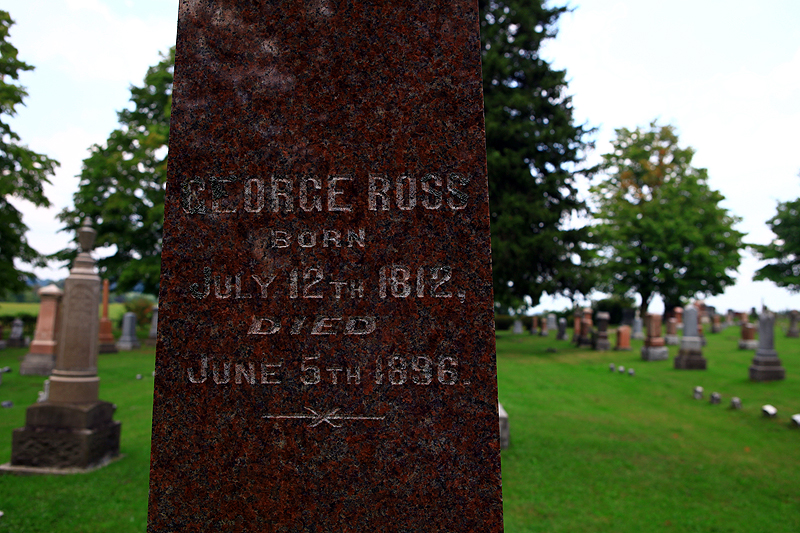 GEORGE ROSS
BORN
JULY 12TH 1812,
DIED
JUNE 5TH 1896.